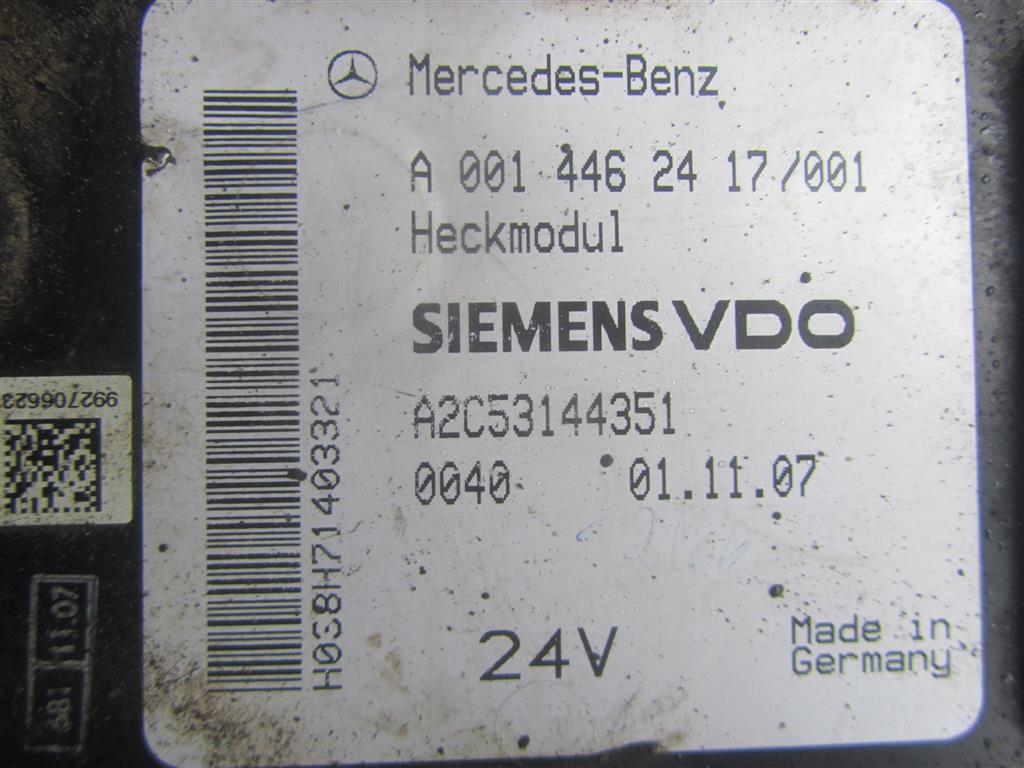 Mercedes-Benz
A 001 446 24 17/001
Heckmodul
SIEMENS VDO
A2C53144351
0040 01.11.07
24V
Made in
Germany
H038H71403321
99270662
11.07